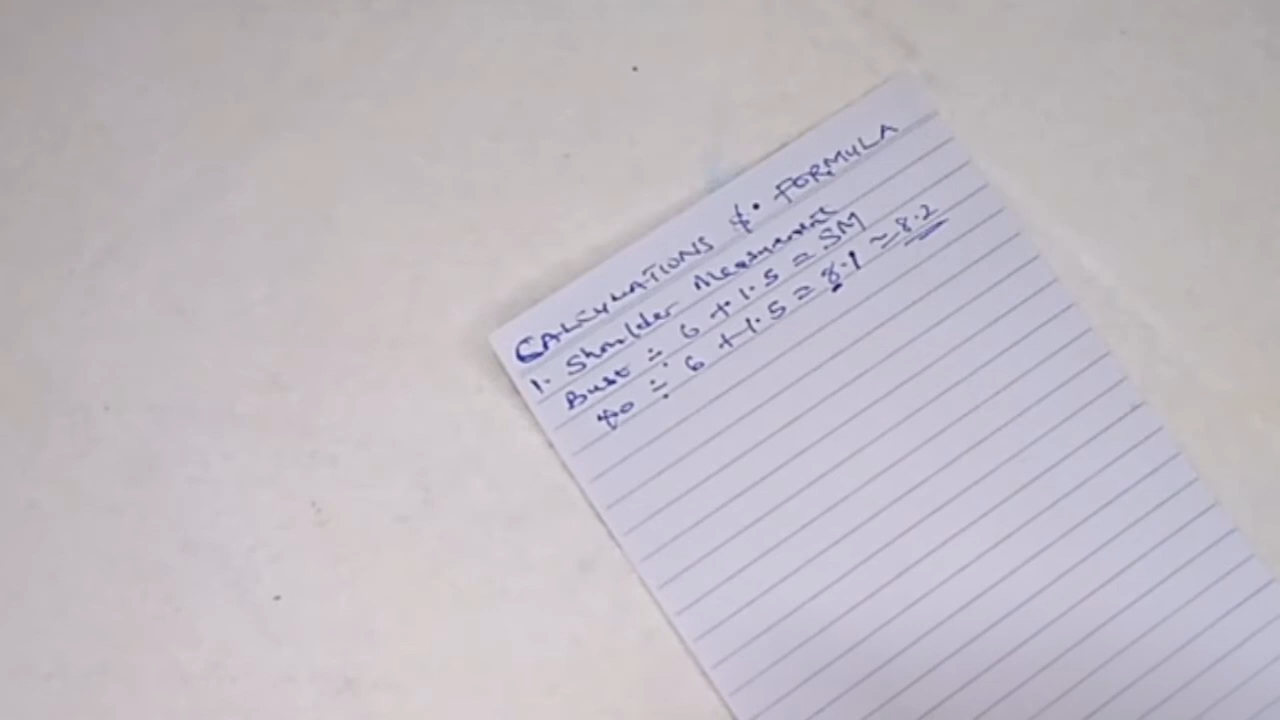 CALCULATIONS & FORMULA
1. Shoulder Measurement
Bust ÷ 6 + 1.5 = SM
40 ÷ 6 + 1.5 = 8.1 ≃ 8.2